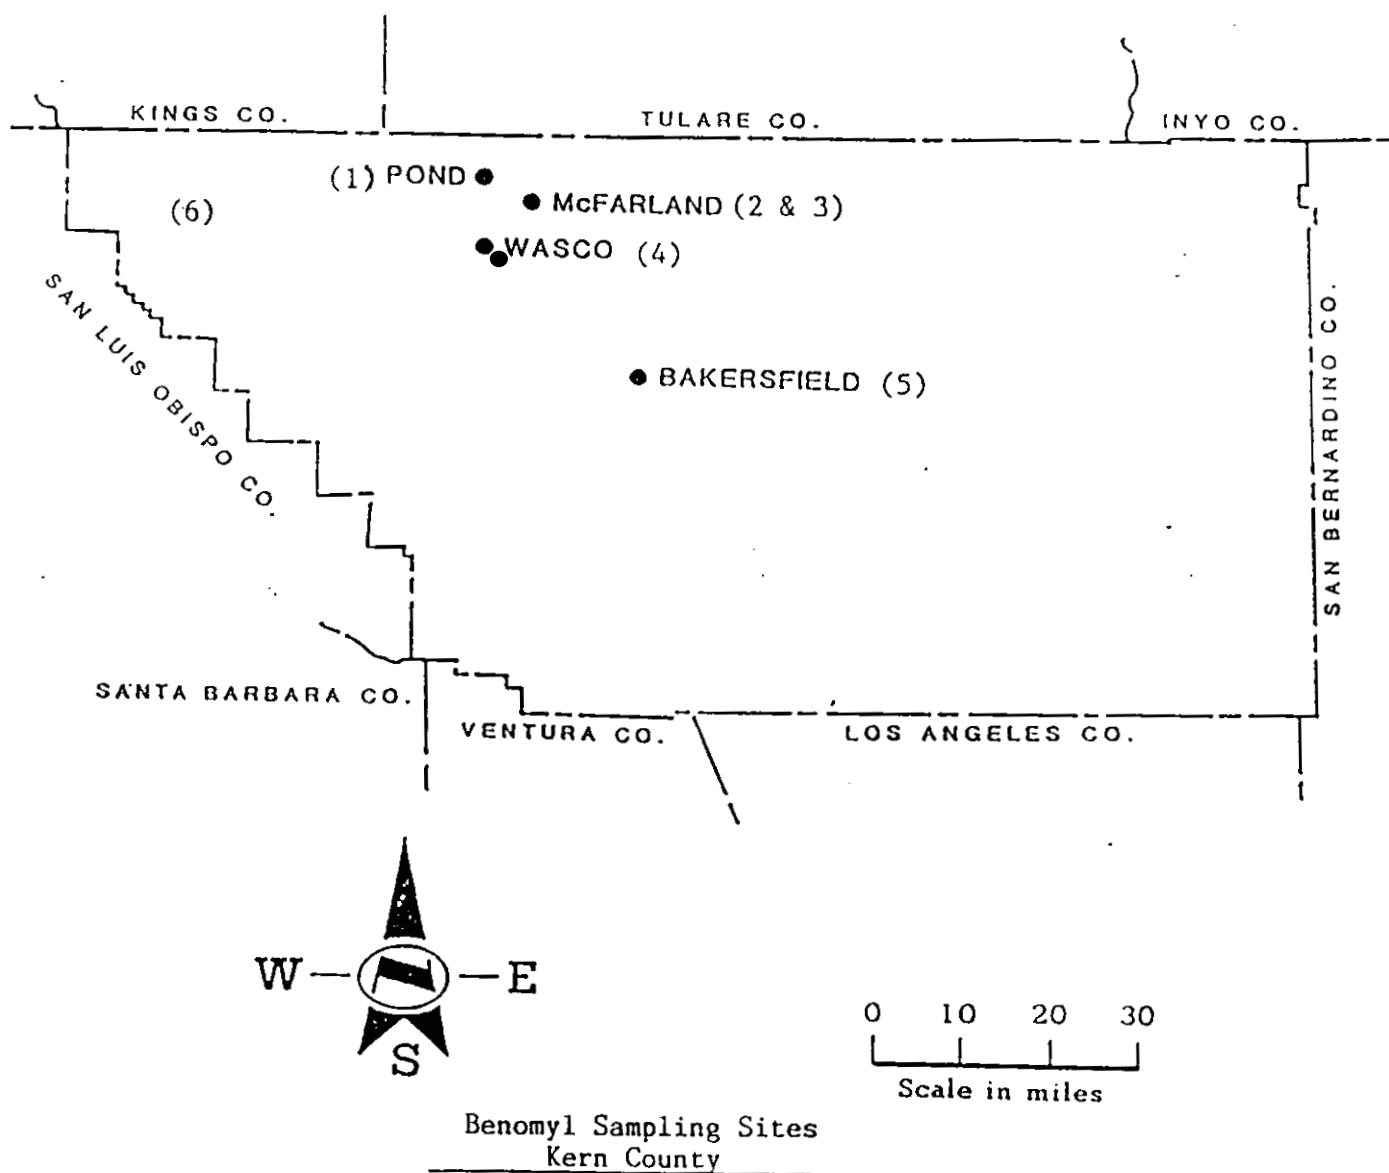 KINGS CO.
TULARE CO.
INYO CO.
(1) POND
McFARLAND (2 & 3)
(6)
WASCO (4)
SAN LUIS OBISPO CO.
BAKERSFIELD (5)
SAN BERNARDINO CO.
SANTA BARBARA CO.
VENTURA CO.
LOS ANGELES CO.
N
W E
S
0 10 20 30
Scale in miles
Benomyl Sampling Sites
Kern County